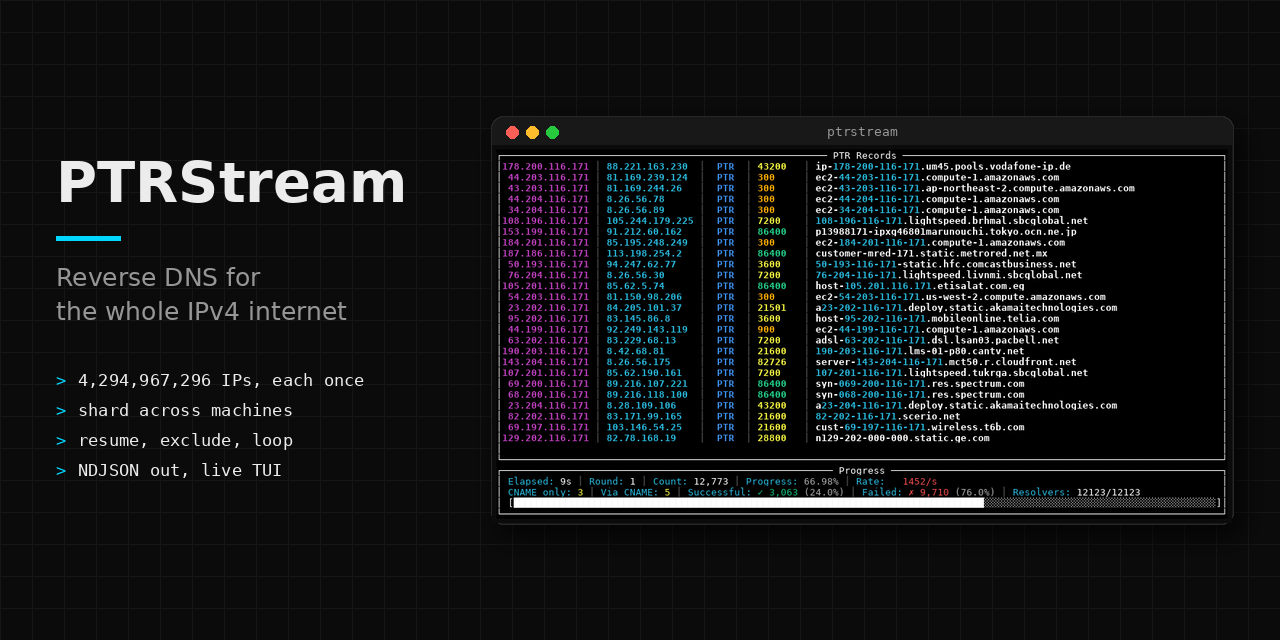 PTRStream
Reverse DNS for
the whole IPv4 internet
> 4,294,967,296 IPs, each once
> shard across machines
> resume, exclude, loop
> NDJSON out, live TUI
ptrstream
PTR Records
178.200.116.171 | 88.221.163.230 | PTR | 43200 | ip-178-200-116-171.um45.pools.vodafone-ip.de
44.203.116.171 | 81.169.239.124 | PTR | 300 | ec2-44-203-116-171.compute-1.amazonaws.com
43.203.116.171 | 81.169.244.26 | PTR | 300 | ec2-43-203-116-171.ap-northeast-2.compute.amazonaws.com
44.204.116.171 | 8.26.56.78 | PTR | 300 | ec2-44-204-116-171.compute-1.amazonaws.com
34.204.116.171 | 8.26.56.89 | PTR | 300 | ec2-34-204-116-171.compute-1.amazonaws.com
108.196.116.171 | 105.244.179.225 | PTR | 7200 | 108-196-116-171.lightspeed.brhmal.sbcglobal.net
153.199.116.171 | 91.212.60.162 | PTR | 86400 | p13988171-ipxg46801marunouchi.tokyo.ocn.ne.jp
184.201.116.171 | 85.195.248.249 | PTR | 300 | ec2-184-201-116-171.compute-1.amazonaws.com
187.186.116.171 | 113.198.254.2 | PTR | 86400 | customer-mred-171.static.metrored.net.mx
50.193.116.171 | 94.247.62.77 | PTR | 3600 | 50-193-116-171-static.hfc.comcastbusiness.net
76.204.116.171 | 8.26.56.30 | PTR | 7200 | 76-204-116-171.lightspeed.livnmi.sbcglobal.net
105.201.116.171 | 85.62.5.74 | PTR | 86400 | host-105.201.116.171.etisalat.com.eg
54.203.116.171 | 81.150.98.206 | PTR | 300 | ec2-54-203-116-171.us-west-2.compute.amazonaws.com
23.202.116.171 | 84.205.101.37 | PTR | 21501 | a23-202-116-171.deploy.static.akamaitechnologies.com
95.202.116.171 | 83.145.86.8 | PTR | 3600 | host-95-202-116-171.mobileonline.telia.com
44.199.116.171 | 92.249.143.119 | PTR | 900 | ec2-44-199-116-171.compute-1.amazonaws.com
63.202.116.171 | 83.229.68.13 | PTR | 7200 | adsl-63-202-116-171.dsl.lsan03.pacbell.net
190.203.116.171 | 8.42.68.81 | PTR | 21600 | 190-203-116-171.lms-01-p80.cantv.net
143.204.116.171 | 8.26.56.175 | PTR | 82726 | server-143-204-116-171.mct50.r.cloudfront.net
107.201.116.171 | 85.62.190.161 | PTR | 7200 | 107-201-116-171.lightspeed.tukrga.sbcglobal.net
69.200.116.171 | 89.216.107.221 | PTR | 86400 | syn-069-200-116-171.res.spectrum.com
68.200.116.171 | 89.216.118.100 | PTR | 86400 | syn-068-200-116-171.res.spectrum.com
23.204.116.171 | 8.28.109.106 | PTR | 43200 | a23-204-116-171.deploy.static.akamaitechnologies.com
82.202.116.171 | 83.171.99.165 | PTR | 21600 | 82-202-116-171.scerio.net
69.197.116.171 | 103.146.54.25 | PTR | 21600 | cust-69-197-116-171.wireless.t6b.com
129.202.116.171 | 82.78.168.19 | PTR | 28800 | n129-202-000-000.static.ge.com
Progress
Elapsed: 9s | Round: 1 | Count: 12,773 | Progress: 66.98% | Rate: 1452/s
CNAME only: 3 | Via CNAME: 5 | Successful: ✓ 3,063 (24.0%) | Failed: ✗ 9,710 (76.0%) | Resolvers: 12123/12123